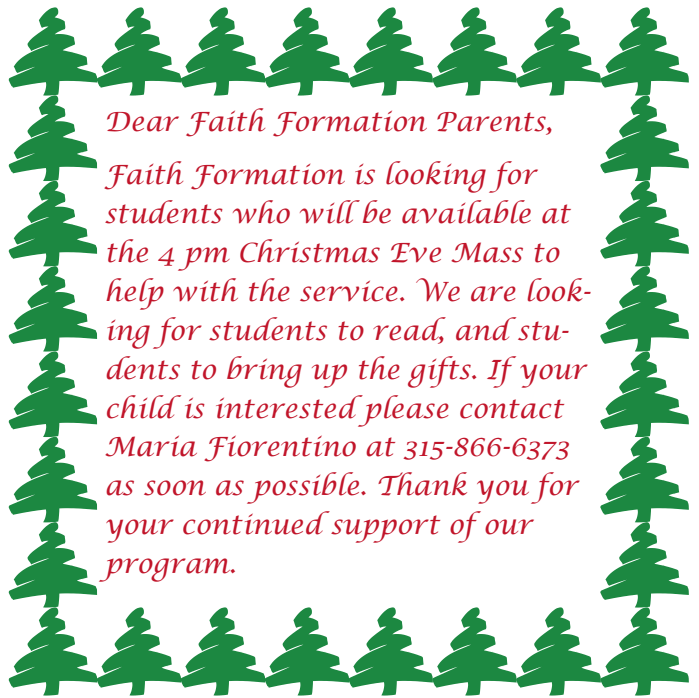 Dear Faith Formation Parents,
Faith Formation is looking for
students who will be available at
the 4 pm Christmas Eve Mass to
help with the service. We are look-
ing for students to read, and stu-
dents to bring up the gifts. If your
child is interested please contact
Maria Fiorentino at 315-866-6373
as soon as possible. Thank you for
your continued support of our
program.